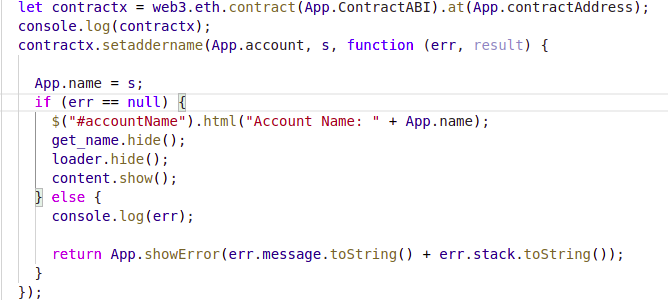 let contractx = web3.eth.contract(App.ContractABI).at(App.contractAddress);
console.log(contractx);
contractx.setaddername(App.account, s, function (err, result) {
App.name = s;
if (err == null) {
$("#accountName").html("Account Name: " + App.name);
get_name.hide();
loader.hide();
content.show();
} else {
console.log(err);
return App.showError(err.message.toString() + err.stack.toString());
}
});